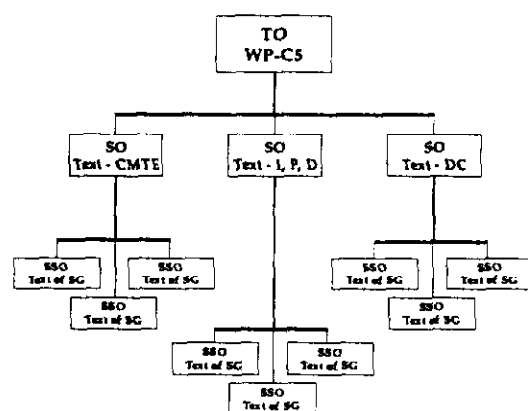 TO
WP-C5
SO
Text - CMTE
SO
Text - I, P, D
SO
Text - DC
SSO
Text of SG
SSO
Text of SG
SSO
Text of SG
SSO
Text of SG
SSO
Text of SG
SSO
Text of SG
SSO
Text of SG
SSO
Text of SG
SSO
Text of SG